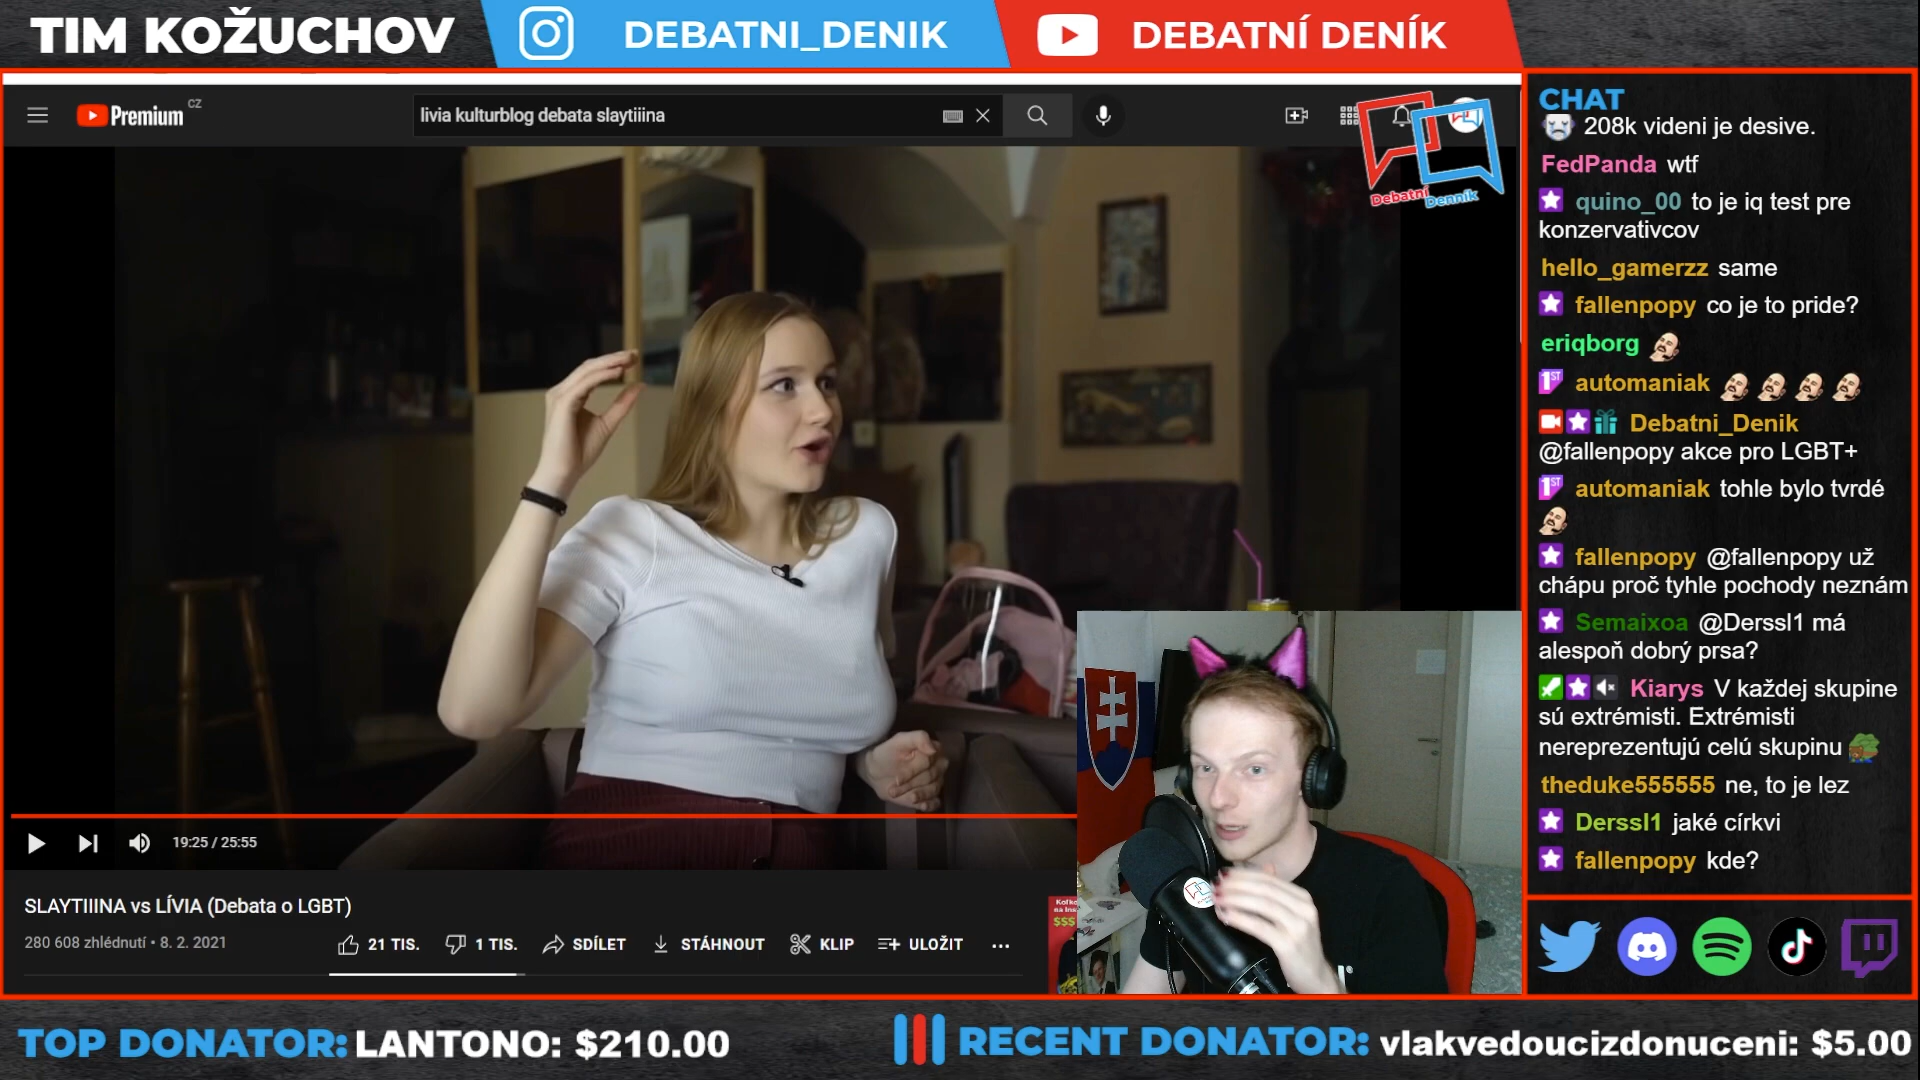 TIM KOŽUCHOV
DEBATNI_DENIK
DEBATNÍ DENÍK
Premium CZ
livia kulturblog debata slaytiiina
Debatní
Denník
CHAT
208k videni je desive.
FedPanda wtf
quino_00 to je iq test pre
konzervativcov
hello_gamerzz same
fallenpopy co je to pride?
eriqborg
1ST automaniak
Debatni_Denik
@fallenpopy akce pro LGBT+
1ST automaniak tohle bylo tvrdé
fallenpopy @fallenpopy už
chápu proč tyhle pochody neznám
Semaixoa @Derssl1 má
alespoň dobrý prsa?
Kiarys V každej skupine
sú extrémisti. Extrémisti
nereprezentujú celú skupinu
theduke555555 ne, to je lez
Derssl1 jaké církvi
fallenpopy kde?
19:25 / 25:55
SLAYTIIINA vs LÍVIA (Debata o LGBT)
280 608 zhlédnutí • 8. 2. 2021
21 TIS.
1 TIS.
SDÍLET
STÁHNOUT
KLIP
ULOŽIT
$$$
TOP DONATOR: LANTONO: $210.00
RECENT DONATOR: vlakvedoucizdonuceni: $5.00